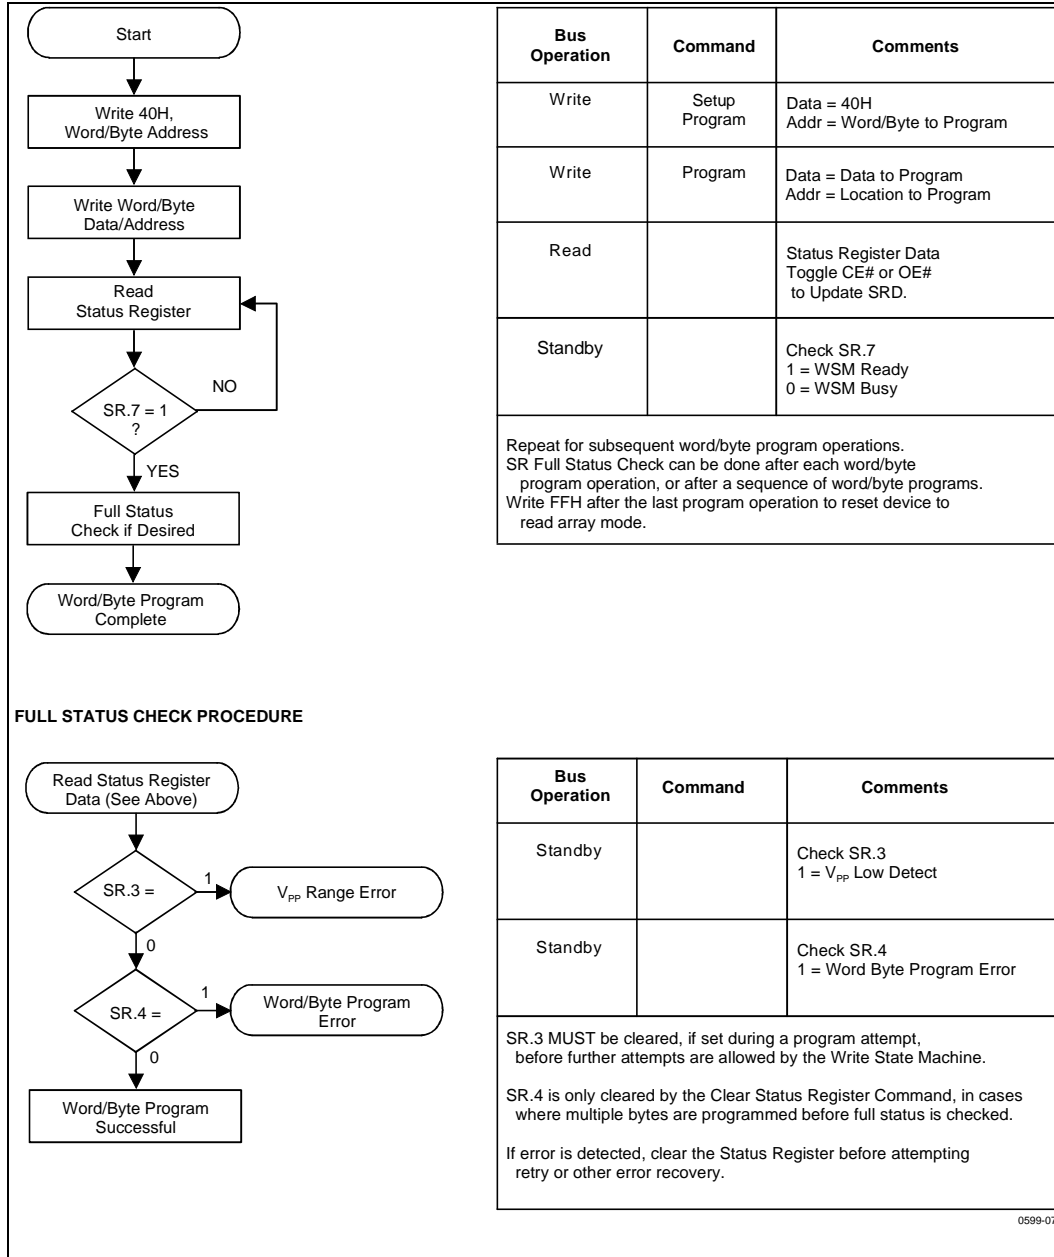 Start
Write 40H,
Word/Byte Address
Write Word/Byte
Data/Address
Read
Status Register
NO
SR.7 = 1
?
YES
Full Status
Check if Desired
Word/Byte Program
Complete
Bus
Operation
Command
Comments
Write
Setup
Program
Data = 40H
Addr = Word/Byte to Program
Write
Program
Data = Data to Program
Addr = Location to Program
Read
Status Register Data
Toggle CE# or OE#
to Update SRD.
Standby
Check SR.7
1 = WSM Ready
0 = WSM Busy
Repeat for subsequent word/byte program operations.
SR Full Status Check can be done after each word/byte
program operation, or after a sequence of word/byte programs.
Write FFH after the last program operation to reset device to
read array mode.
FULL STATUS CHECK PROCEDURE
Read Status Register
Data (See Above)
SR.3 =
1
VPP Range Error
0
SR.4 =
1
Word/Byte Program
Error
0
Word/Byte Program
Successful
Bus
Operation
Command
Comments
Standby
Check SR.3
1 = VPP Low Detect
Standby
Check SR.4
1 = Word Byte Program Error
SR.3 MUST be cleared, if set during a program attempt,
before further attempts are allowed by the Write State Machine.
SR.4 is only cleared by the Clear Status Register Command, in cases
where multiple bytes are programmed before full status is checked.
If error is detected, clear the Status Register before attempting
retry or other error recovery.
0599-07